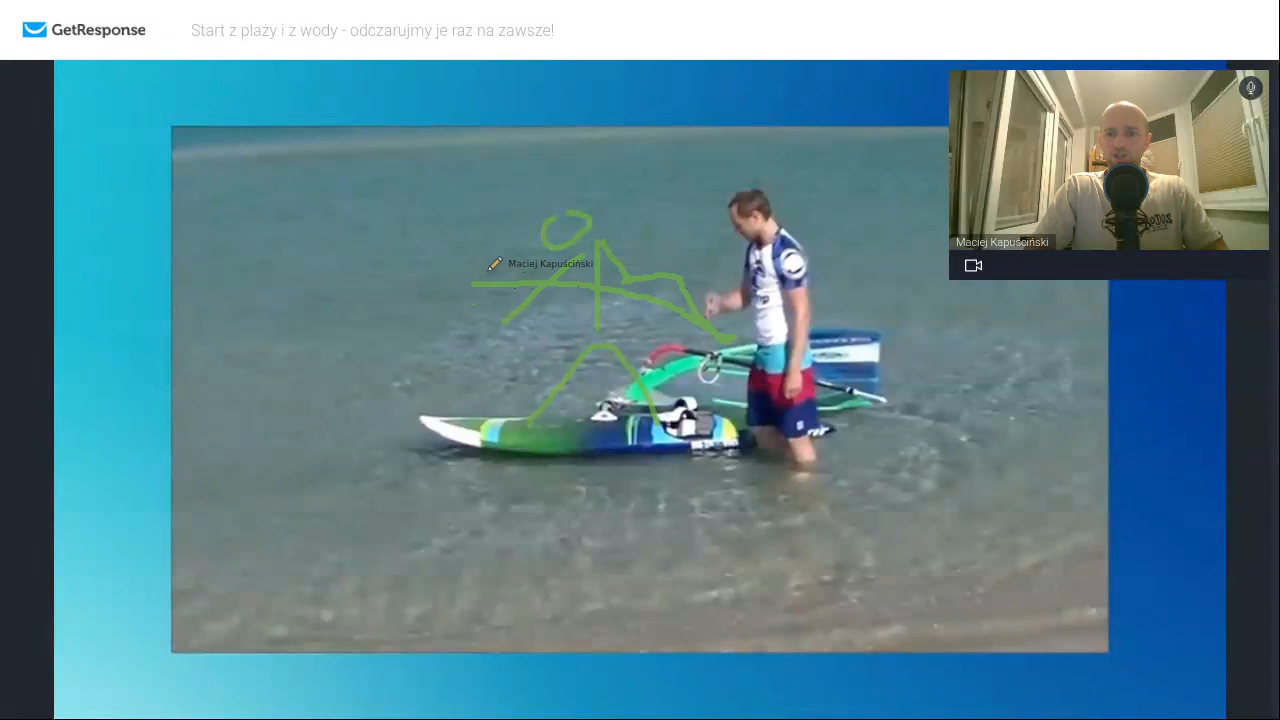 GetResponse
Start z plaży i z wody - odczarujmy je raz na zawsze!
Maciej Kapuściński
Maciej Kapuściński